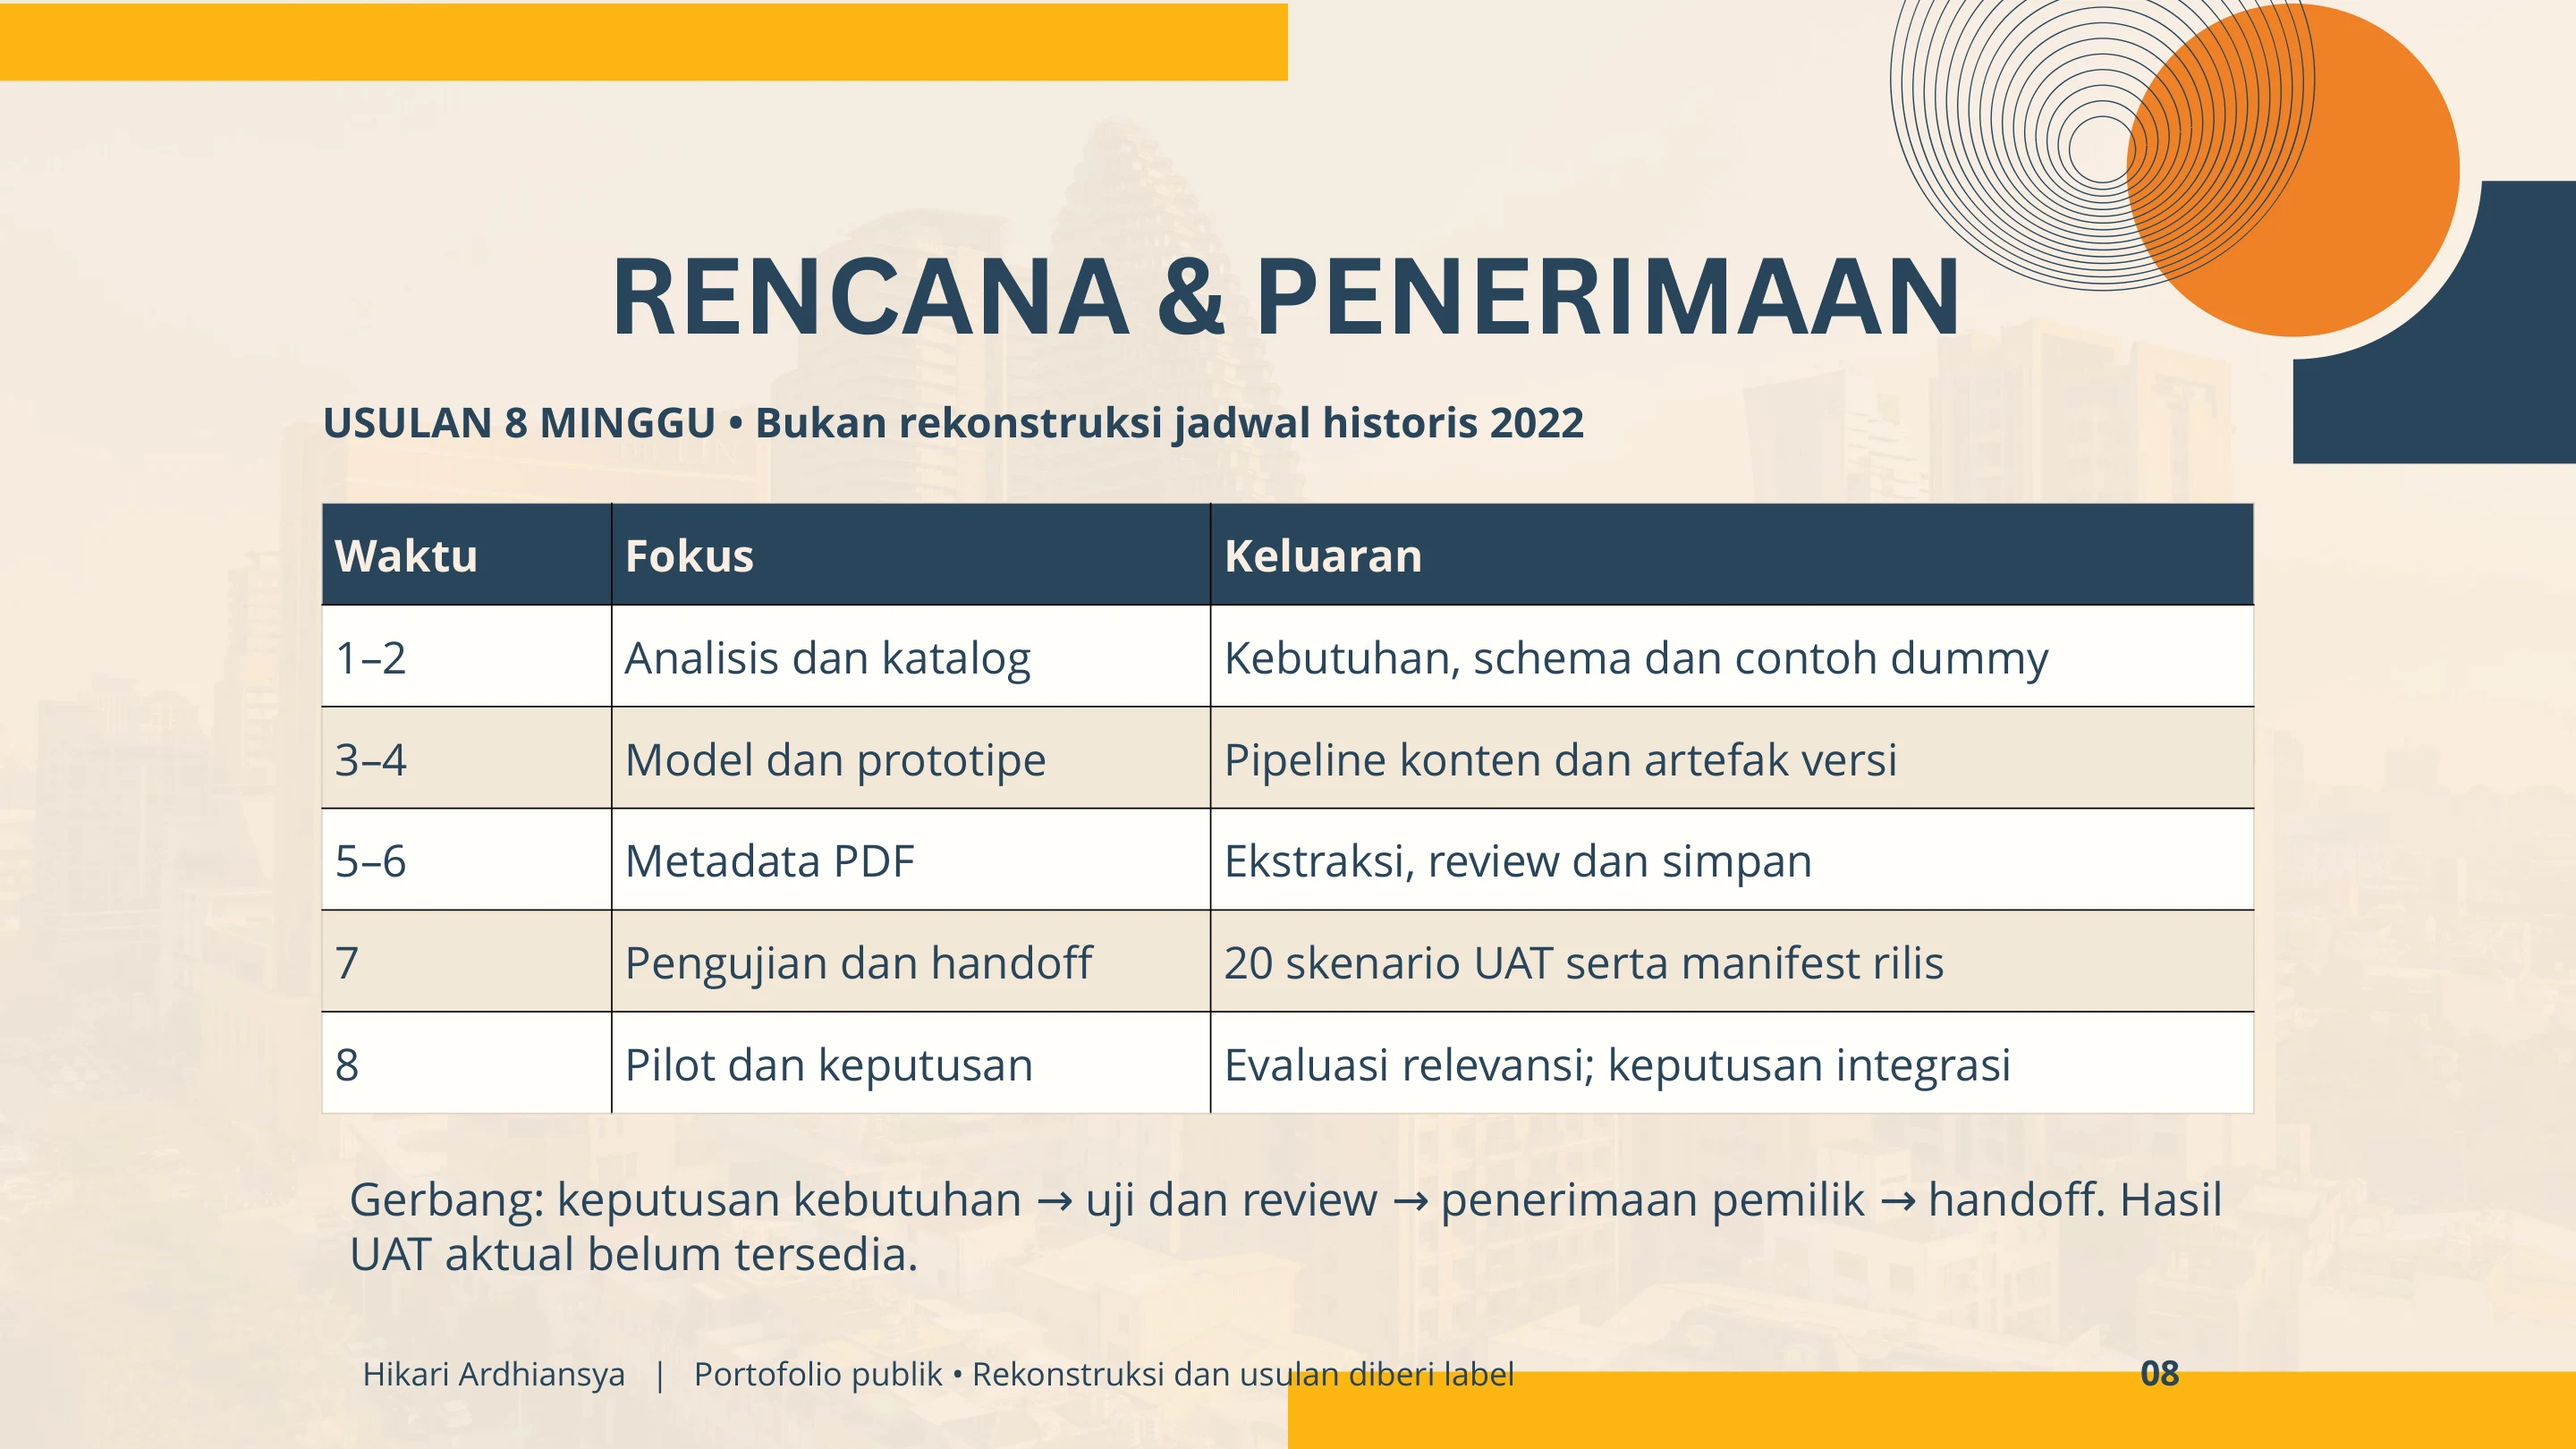 RENCANA & PENERIMAAN
USULAN 8 MINGGU • Bukan rekonstruksi jadwal historis 2022
Waktu Fokus Keluaran
1–2 Analisis dan katalog Kebutuhan, schema dan contoh dummy
3–4 Model dan prototipe Pipeline konten dan artefak versi
5–6 Metadata PDF Ekstraksi, review dan simpan
7 Pengujian dan handoff 20 skenario UAT serta manifest rilis
8 Pilot dan keputusan Evaluasi relevansi; keputusan integrasi
Gerbang: keputusan kebutuhan → uji dan review → penerimaan pemilik → handoff. Hasil
UAT aktual belum tersedia.
Hikari Ardhiansya | Portofolio publik • Rekonstruksi dan usulan diberi label 08